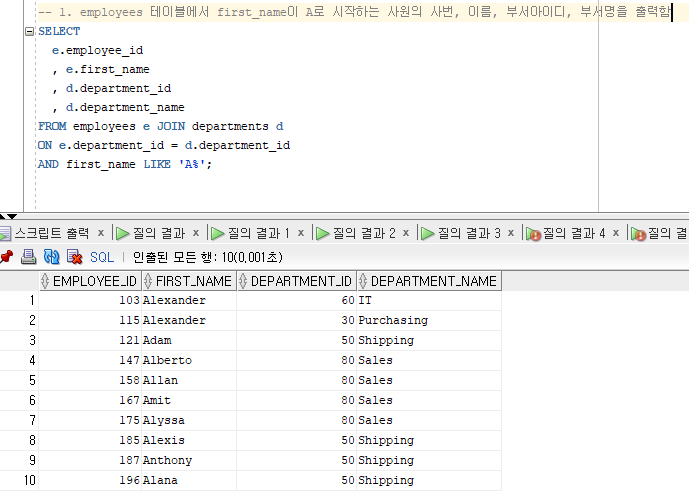 -- 1. employees 테이블에서 first_name이 A로 시작하는 사원의 사번, 이름, 부서아이디, 부서명을 출력함
SELECT
e.employee_id
, e.first_name
, d.department_id
, d.department_name
FROM employees e JOIN departments d
ON e.department_id = d.department_id
AND first_name LIKE 'A%';
스크립트 출력 × 질의 결과 × 질의 결과 1 × 질의 결과 2 × 질의 결과 3 × 질의 결과 4 × 질의 결
SQL | 인출된 모든 행: 10(0,001초)
EMPLOYEE_ID FIRST_NAME DEPARTMENT_ID DEPARTMENT_NAME
1 103 Alexander 60 IT
2 115 Alexander 30 Purchasing
3 121 Adam 50 Shipping
4 147 Alberto 80 Sales
5 158 Allan 80 Sales
6 167 Amit 80 Sales
7 175 Alyssa 80 Sales
8 185 Alexis 50 Shipping
9 187 Anthony 50 Shipping
10 196 Alana 50 Shipping